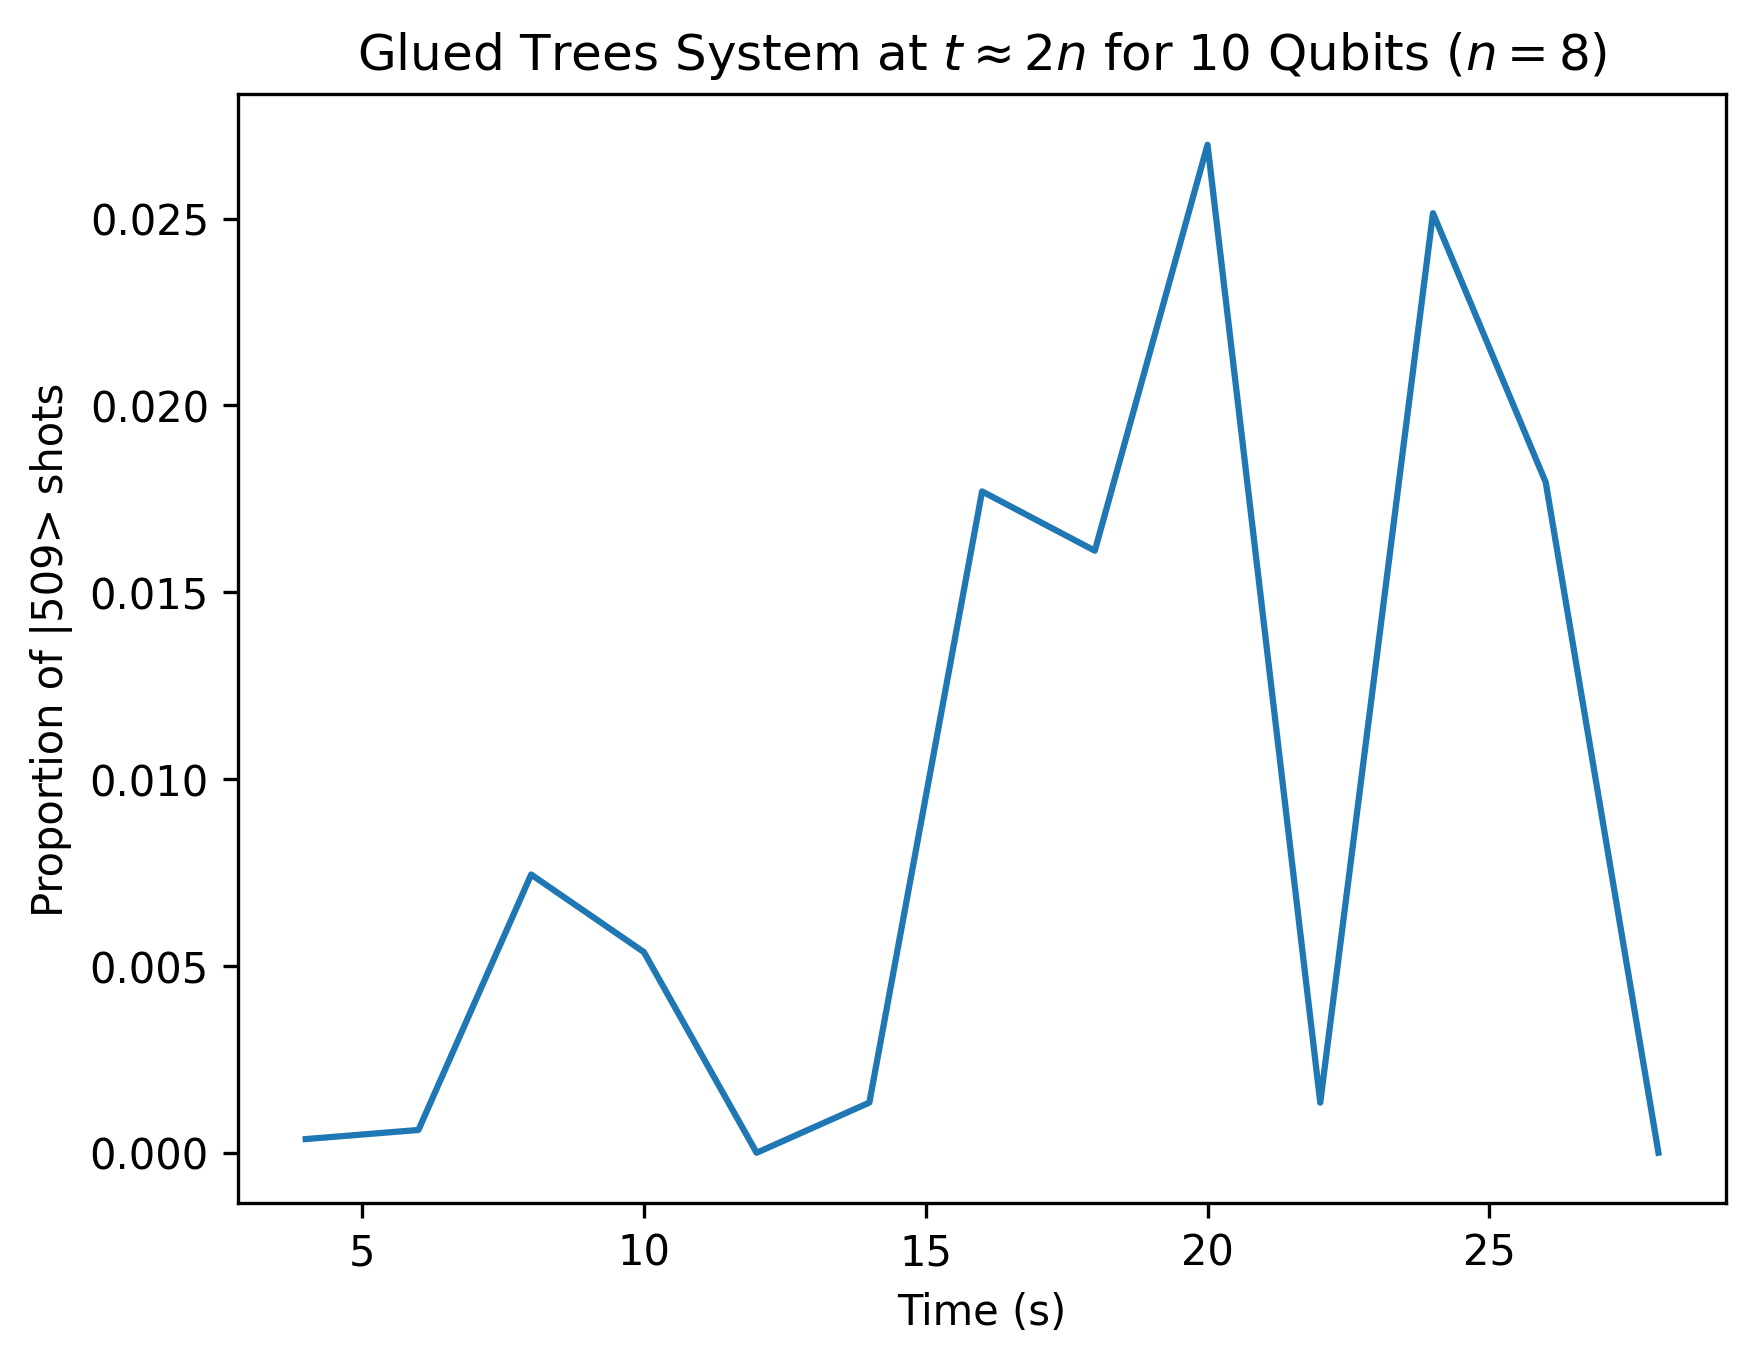 Glued Trees System at t ≈ 2n for 10 Qubits (n = 8)
Proportion of |509> shots
0.025
0.020
0.015
0.010
0.005
0.000
5 10 15 20 25
Time (s)